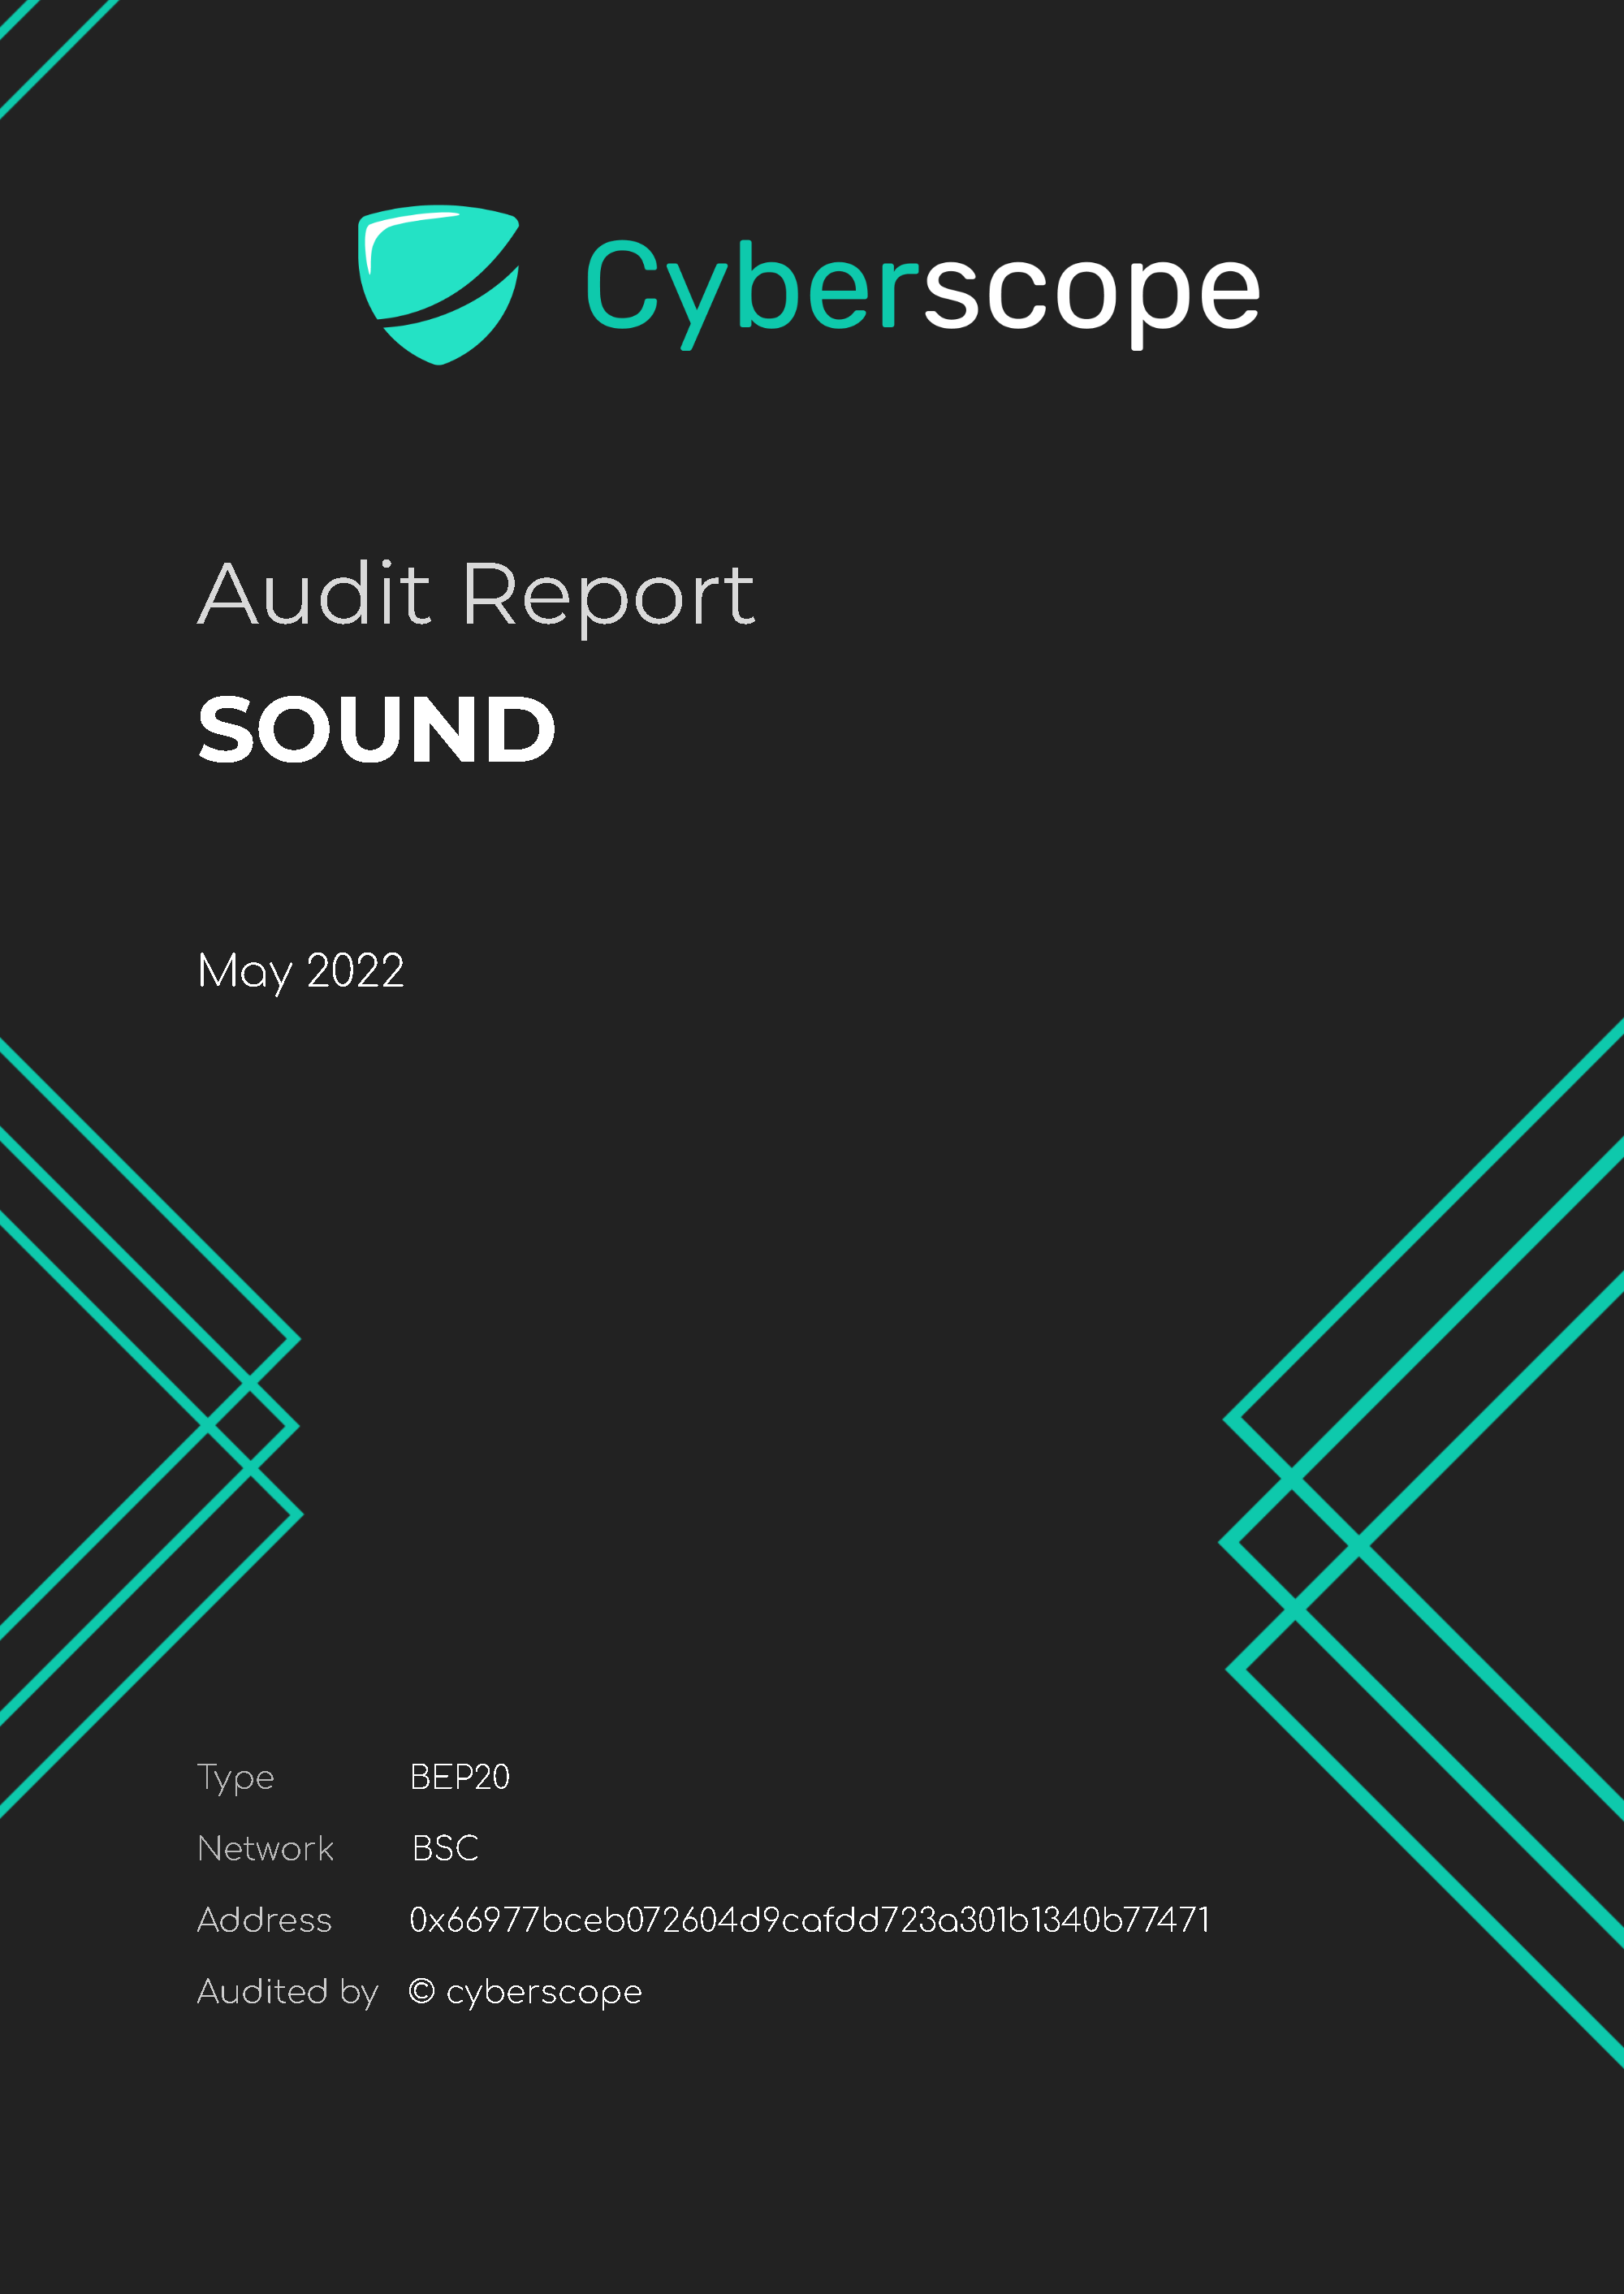 Cyberscope
Audit Report
SOUND
May 2022
Type BEP20
Network BSC
Address 0x66977bceb072604d9cafdd723a301b1340b77471
Audited by © cyberscope